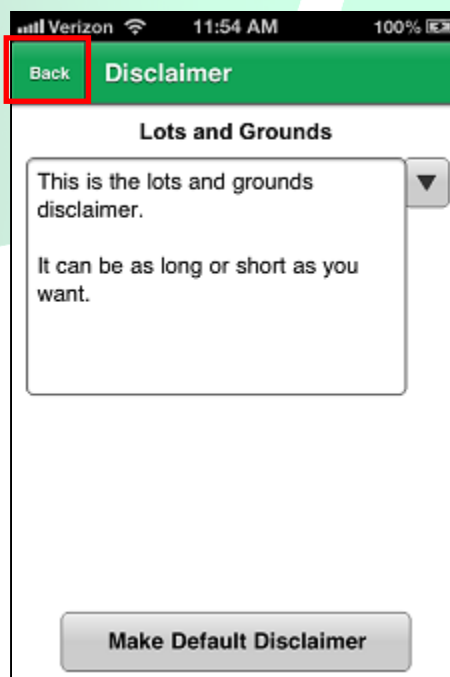 Verizon 11:54 AM 100%
Back Disclaimer
Lots and Grounds
This is the lots and grounds
disclaimer.
It can be as long or short as you
want.
Make Default Disclaimer